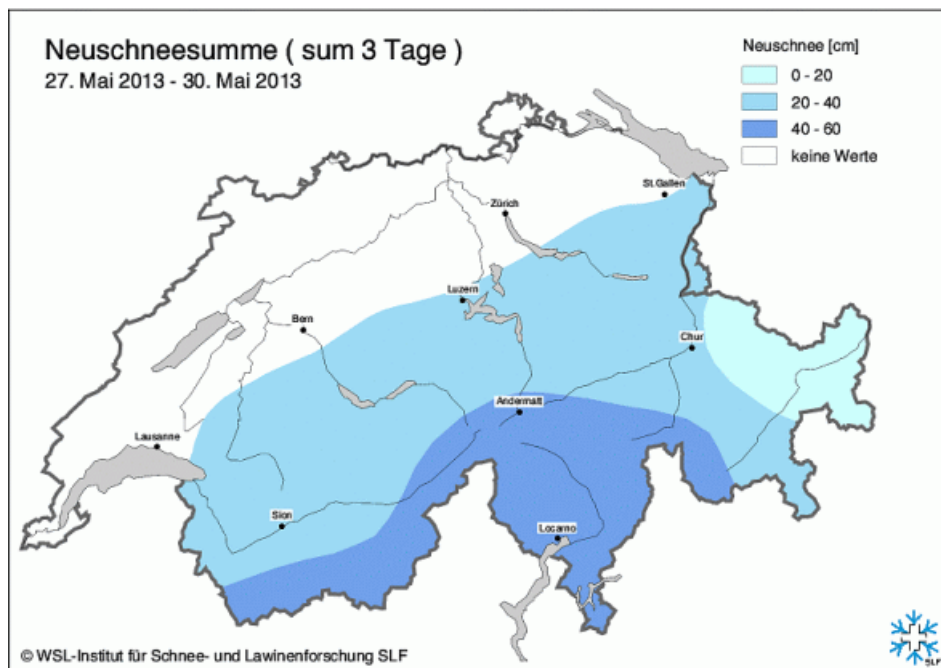 Neuschneesumme ( sum 3 Tage )
27. Mai 2013 - 30. Mai 2013
Neuschnee [cm]
0 - 20
20 - 40
40 - 60
keine Werte
St.Gallen
Zürich
Luzern
Bern
Chur
Andermatt
Lausanne
Sion
Locarno
© WSL-Institut für Schnee- und Lawinenforschung SLF
SLF